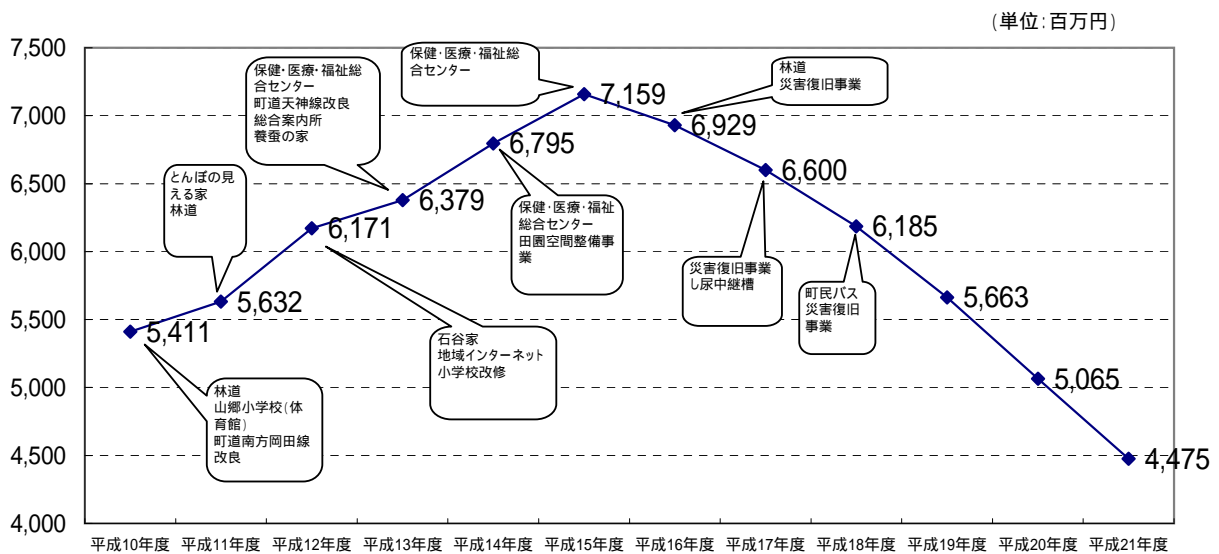 (単位:百万円)
7,500
7,000
6,500
6,000
5,500
5,000
4,500
4,000
5,411
5,632
6,171
6,379
6,795
7,159
6,929
6,600
6,185
5,663
5,065
4,475
林道
山郷小学校(体
育館)
町道南方岡田線
改良
とんぼの見
える家
林道
石谷家
地域インターネット
小学校改修
保健・医療・福祉総
合センター
町道天神線改良
総合案内所
養蚕の家
保健・医療・福祉
総合センター
田園空間整備事
業
保健・医療・福祉総
合センター
林道
災害復旧事業
災害復旧事業
し尿中継槽
町民バス
災害復旧
事業
平成10年度
平成11年度
平成12年度
平成13年度
平成14年度
平成15年度
平成16年度
平成17年度
平成18年度
平成19年度
平成20年度
平成21年度